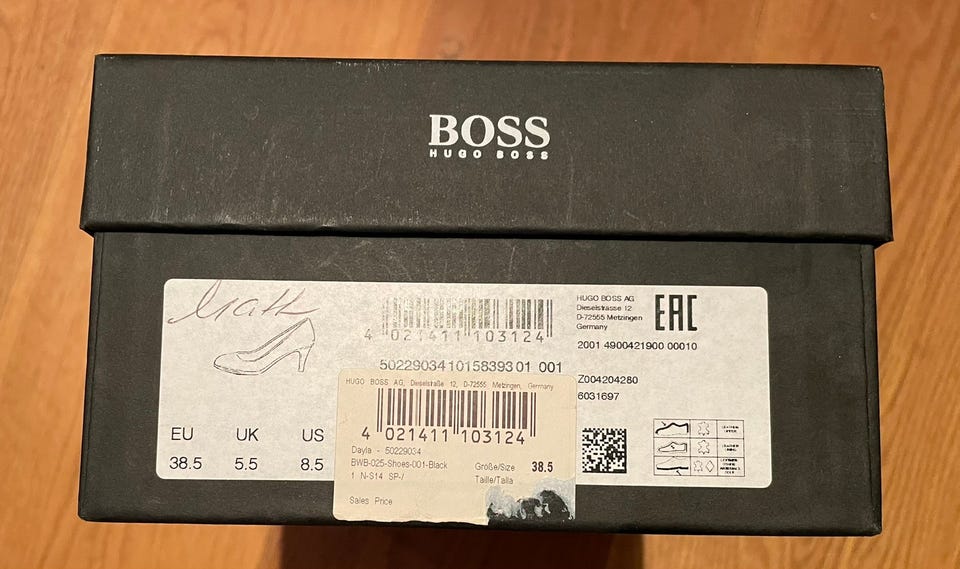 BOSS
HUGO BOSS
Matt
4 021411 103124
50229034 10158393 01 001
HUGO BOSS AG
Dieselstrasse 12
D-72555 Metzingen
Germany
EAC
2001 4900421900 00010
Z004204280
6031697
EU UK US
38.5 5.5 8.5
HUGO BOSS AG, Dieselstraße 12, D-72555 Metzingen, Germany
4 021411 103124
Dayla - 50229034
BWB-025-Shoes-001-Black
1 N-S14 SP-/
Größe/Size 38.5
Taille/Talla
Sales Price
LEATHER
LEATHER